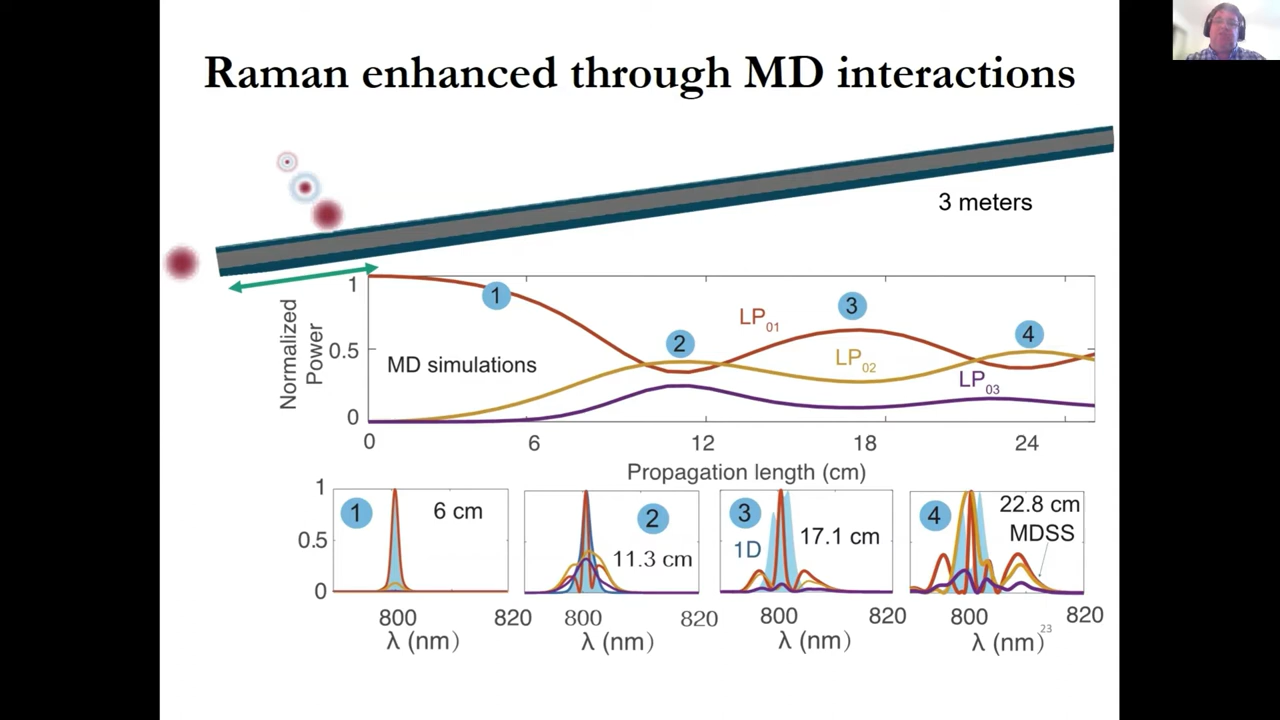 Raman enhanced through MD interactions
3 meters
1
0.5
0
Normalized
Power
MD simulations
1
2
3
4
LP01
LP02
LP03
0
6
12
18
24
Propagation length (cm)
1
0.5
0
1
6 cm
2
11.3 cm
3
1D
17.1 cm
4
22.8 cm
MDSS
800
820
λ (nm)
800
820
λ (nm)
800
820
λ (nm)
800
820
λ (nm)
23